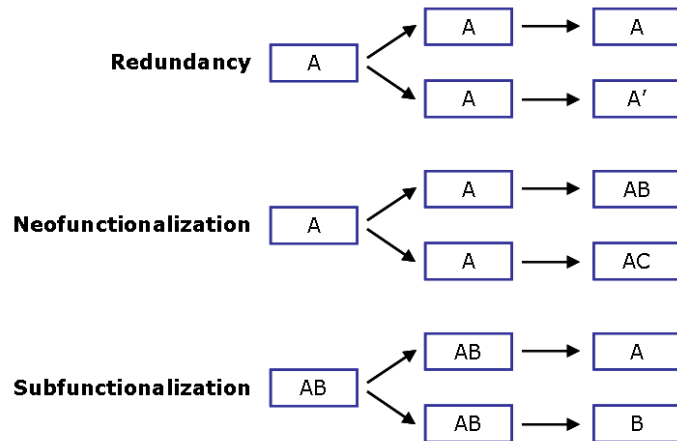 A A
Redundancy A
A A'
A AB
Neofunctionalization A
A AC
AB A
Subfunctionalization AB
AB B